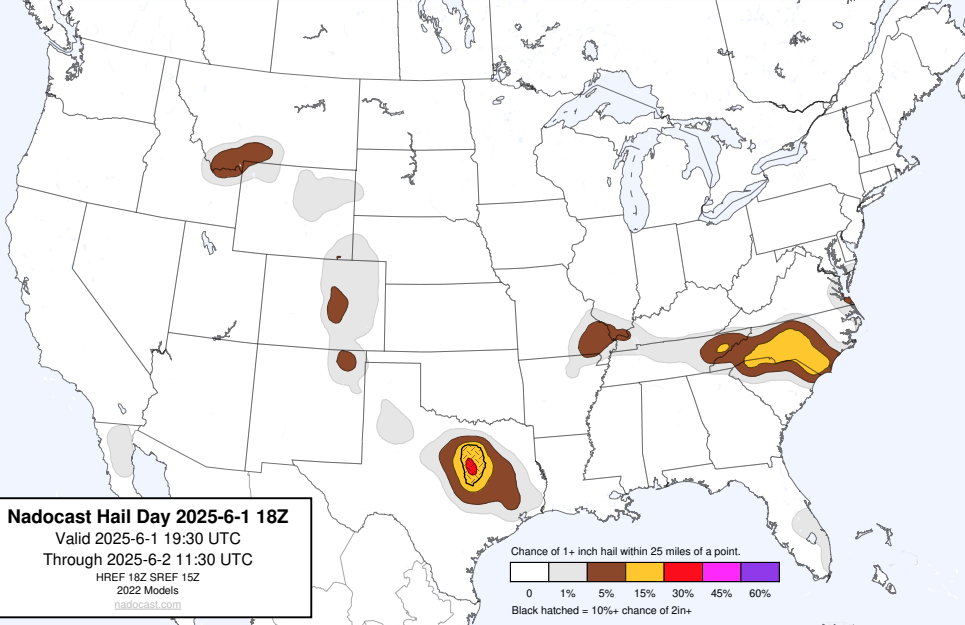 Nadocast Hail Day 2025-6-1 18Z
Valid 2025-6-1 19:30 UTC
Through 2025-6-2 11:30 UTC
HREF 18Z SREF 15Z
2022 Models
nadocast.com
Chance of 1+ inch hail within 25 miles of a point.
0 1% 5% 15% 30% 45% 60%
Black hatched = 10%+ chance of 2in+